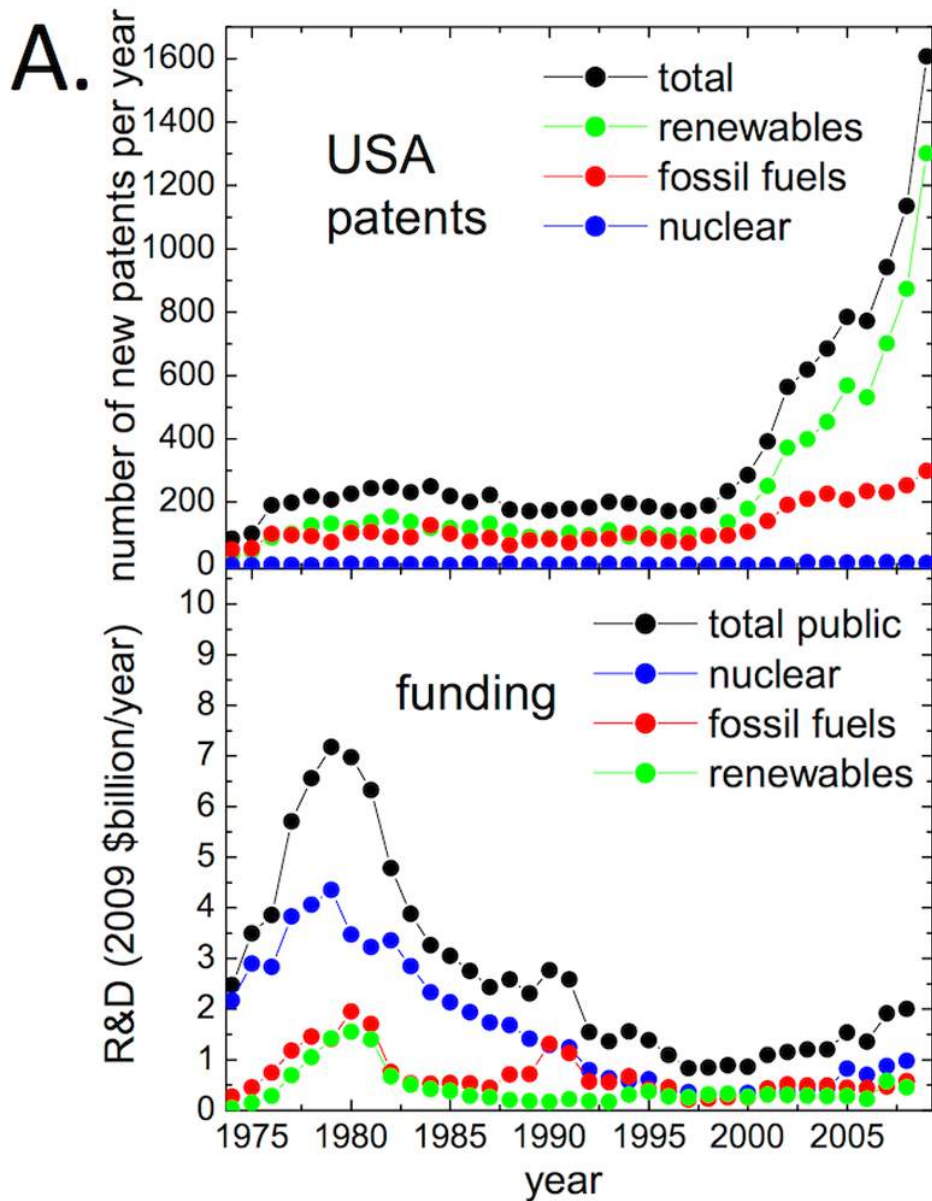 A.
number of new patents per year
1600
1400
1200
1000
800
600
400
200
0
USA
patents
total
renewables
fossil fuels
nuclear
R&D (2009 $billion/year)
10
9
8
7
6
5
4
3
2
1
0
funding
total public
nuclear
fossil fuels
renewables
1975 1980 1985 1990 1995 2000 2005
year